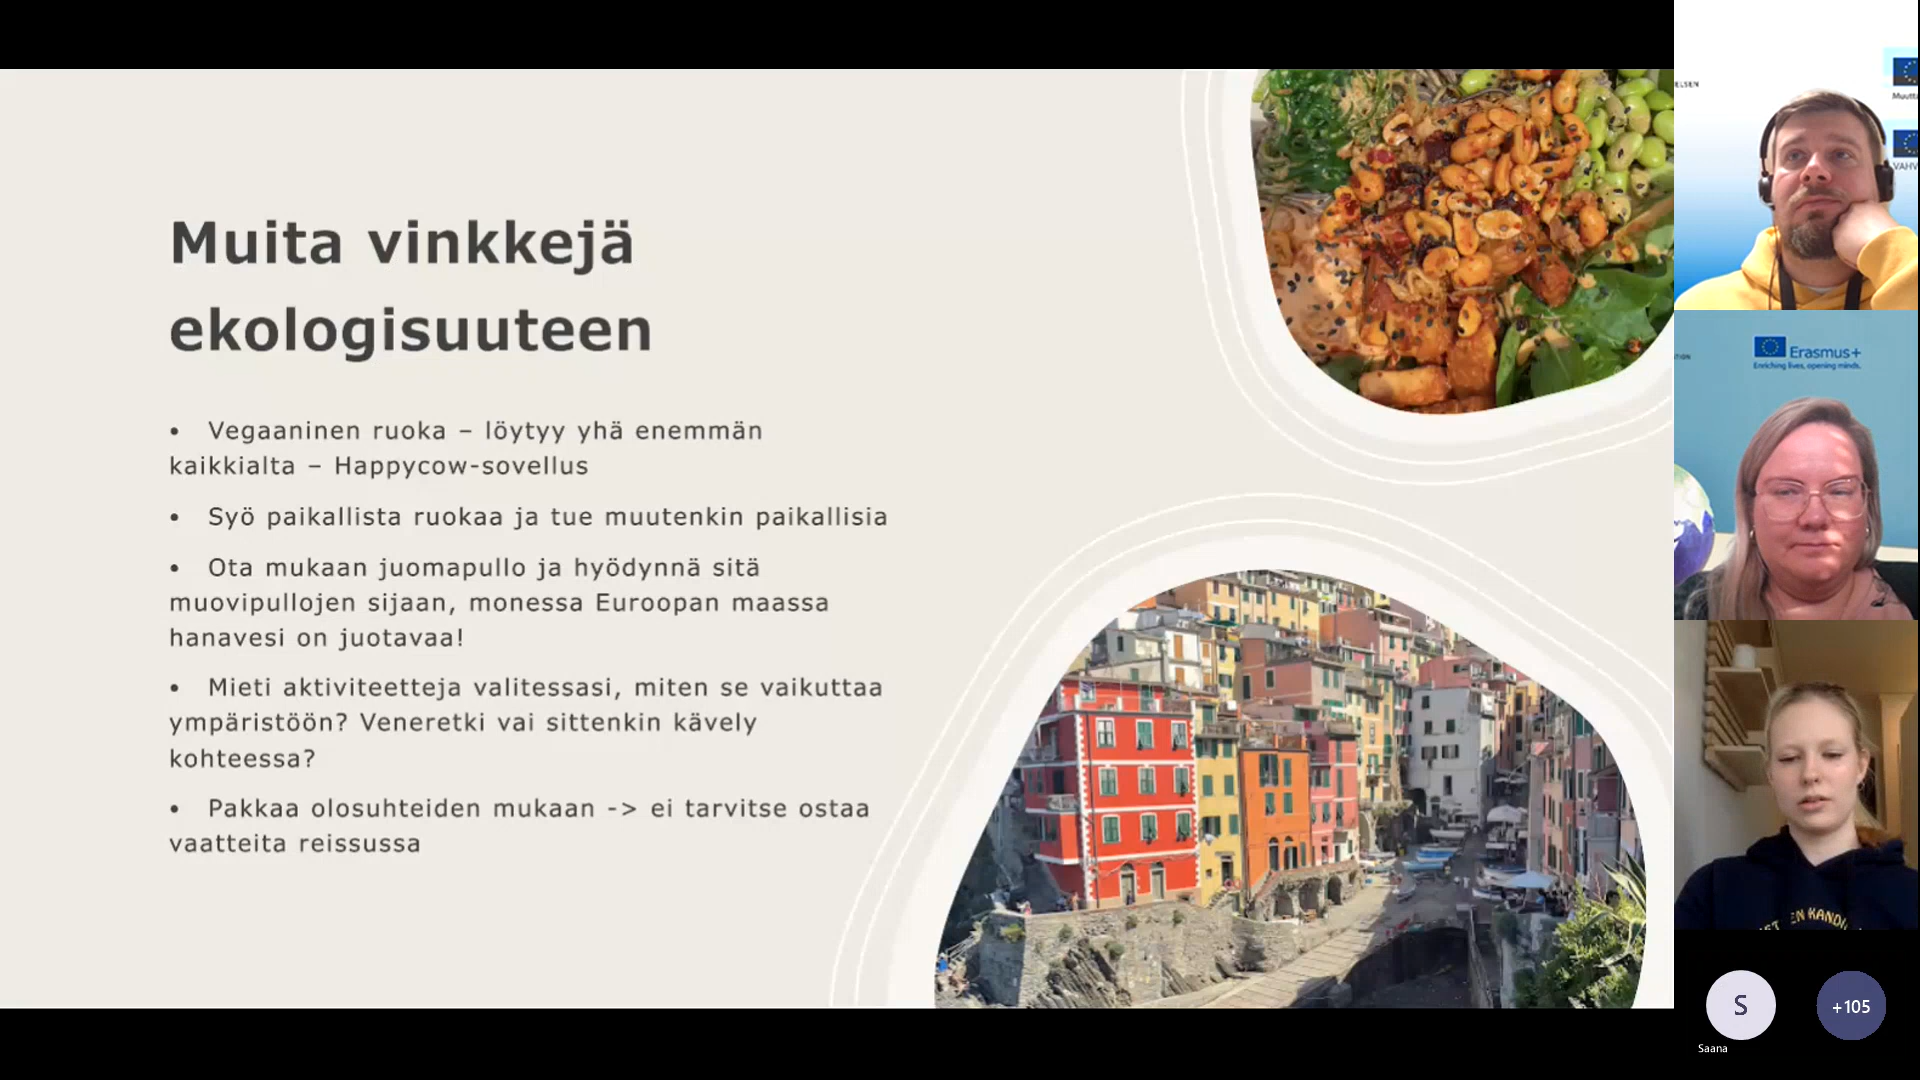 Muita vinkkejä
ekologisuuteen
• Vegaaninen ruoka – löytyy yhä enemmän
kaikkialta – Happycow-sovellus
• Syö paikallista ruokaa ja tue muutenkin paikallisia
• Ota mukaan juomapullo ja hyödynnä sitä
muovipullojen sijaan, monessa Euroopan maassa
hanavesi on juotavaa!
• Mieti aktiviteetteja valitessasi, miten se vaikuttaa
ympäristöön? Veneretki vai sittenkin kävely
kohteessa?
• Pakkaa olosuhteiden mukaan -> ei tarvitse ostaa
vaatteita reissussa
Erasmus+
Enriching lives, opening minds.
S
+105
Saana